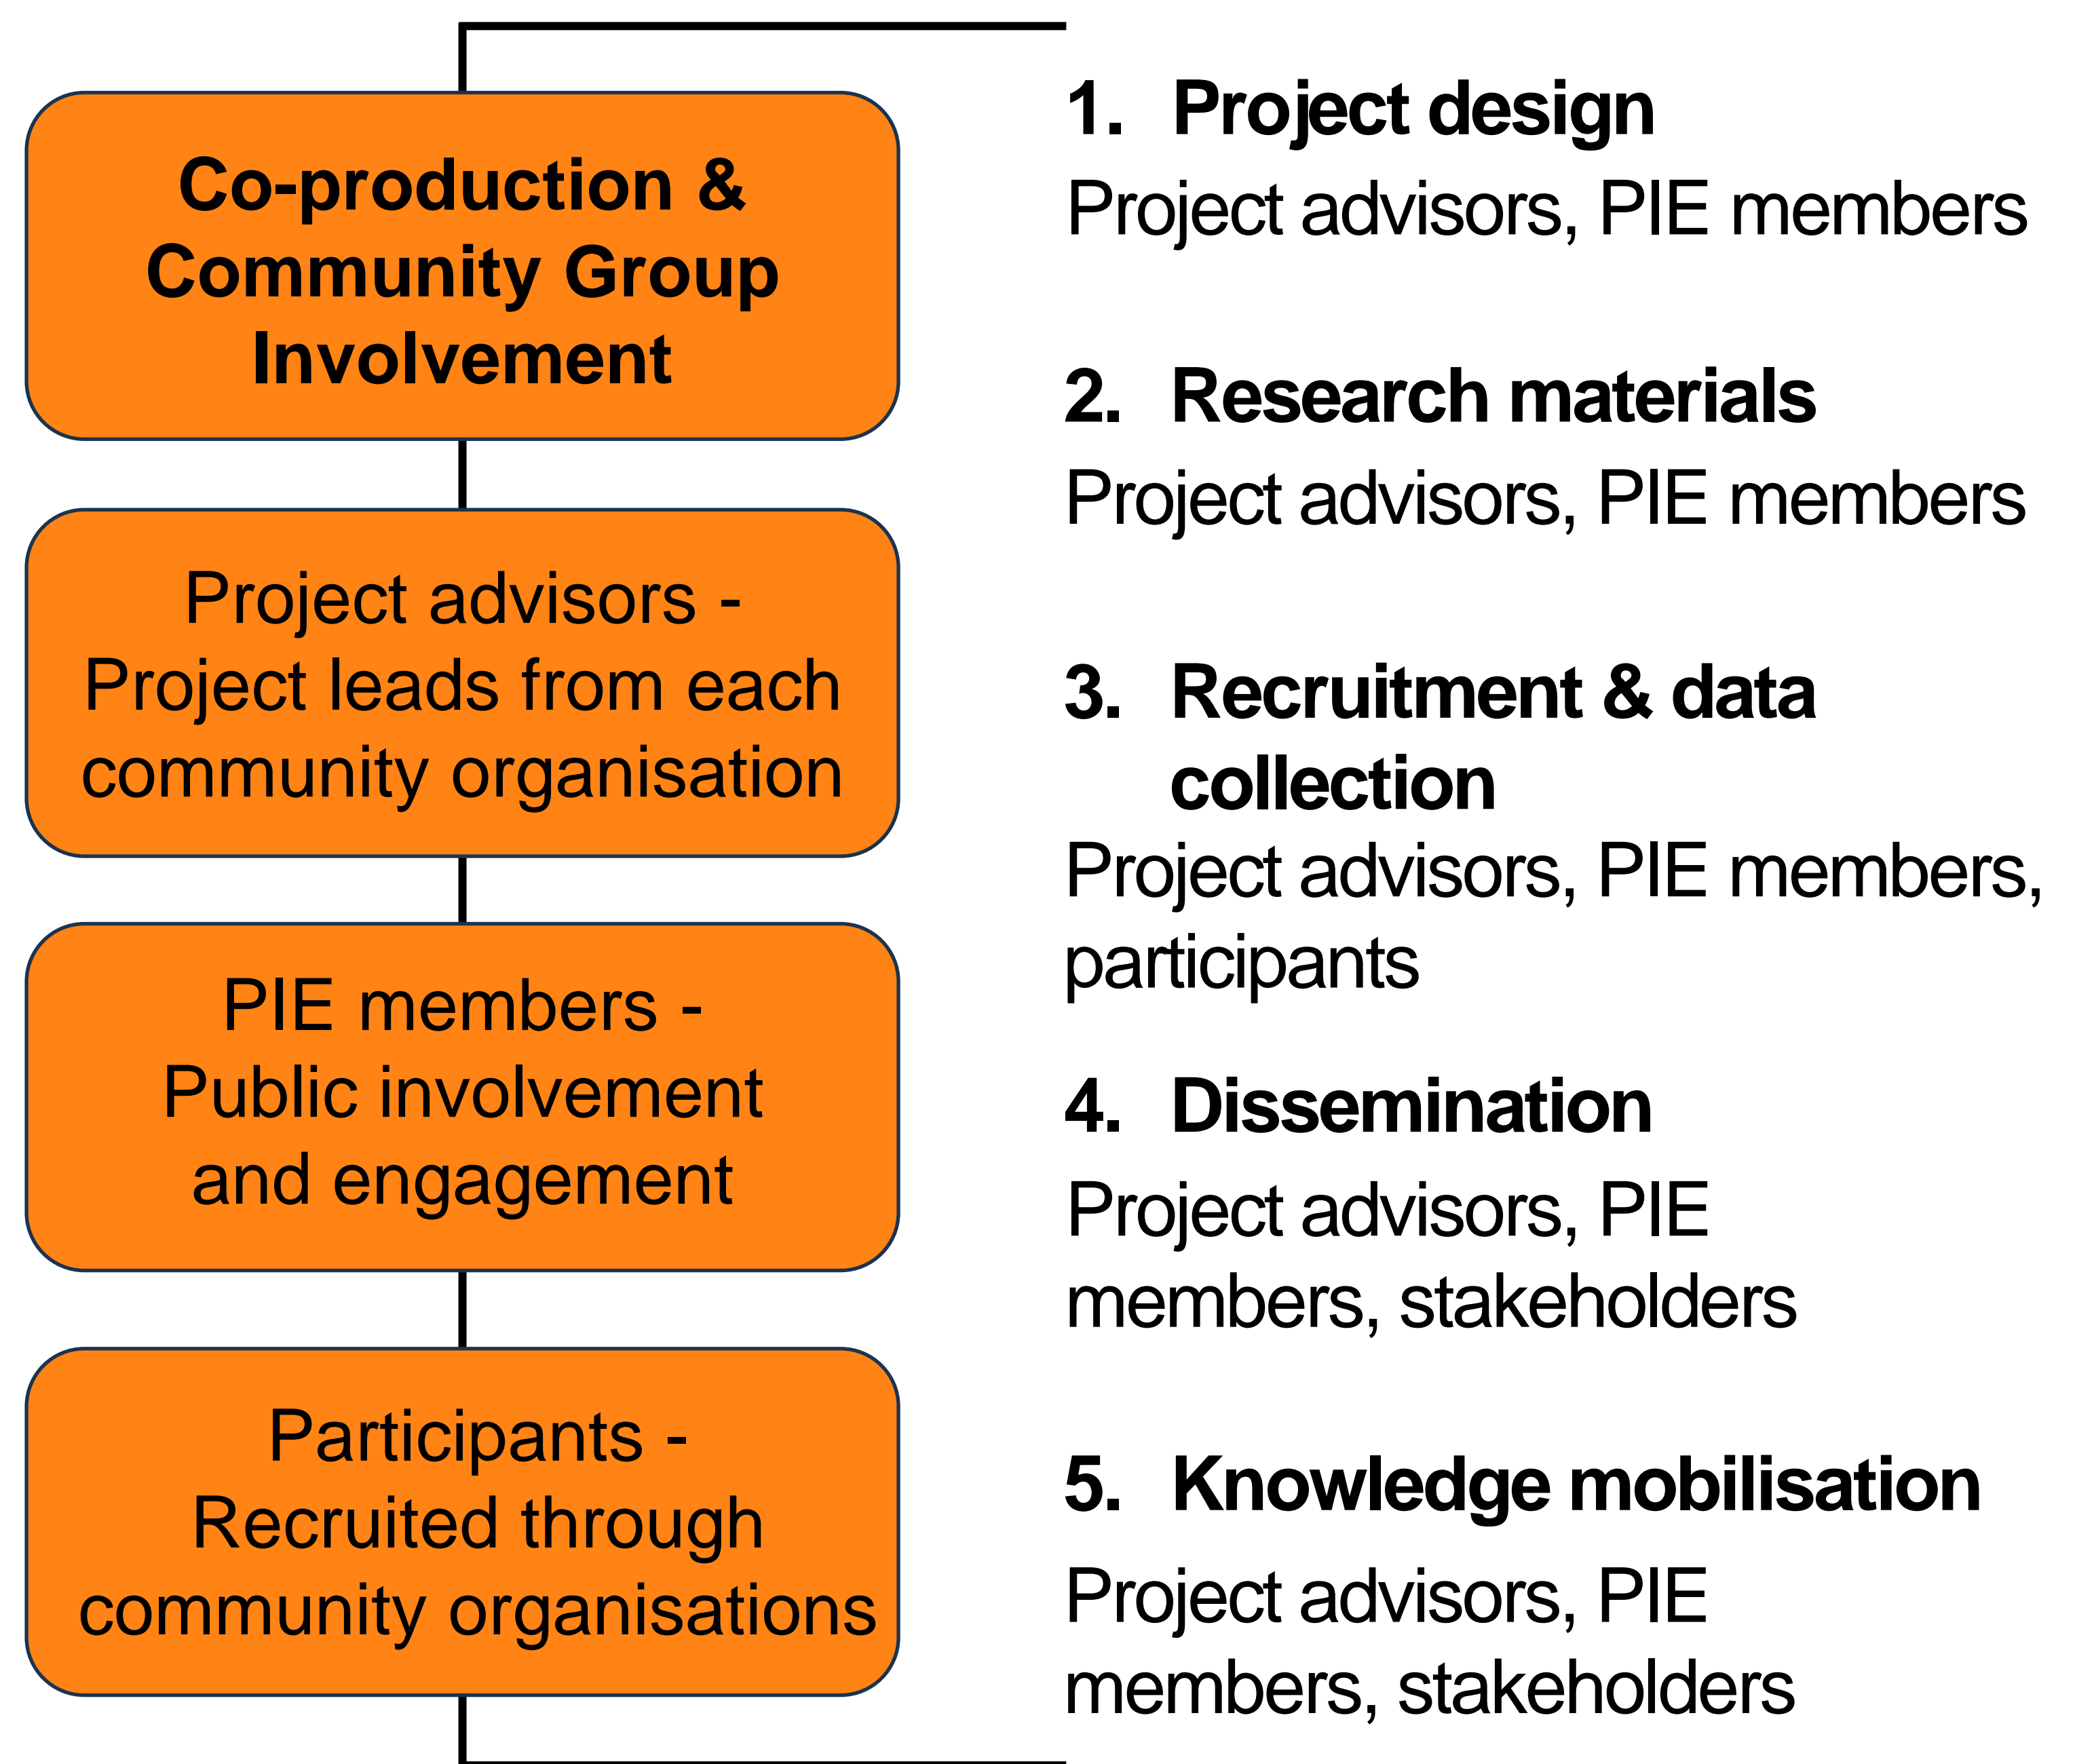 Co-production &
Community Group
Involvement
Project advisors -
Project leads from each
community organisation
PIE members -
Public involvement
and engagement
Participants -
Recruited through
community organisations
1. Project design
Project advisors, PIE members
2. Research materials
Project advisors, PIE members
3. Recruitment & data
collection
Project advisors, PIE members,
participants
4. Dissemination
Project advisors, PIE
members, stakeholders
5. Knowledge mobilisation
Project advisors, PIE
members, stakeholders